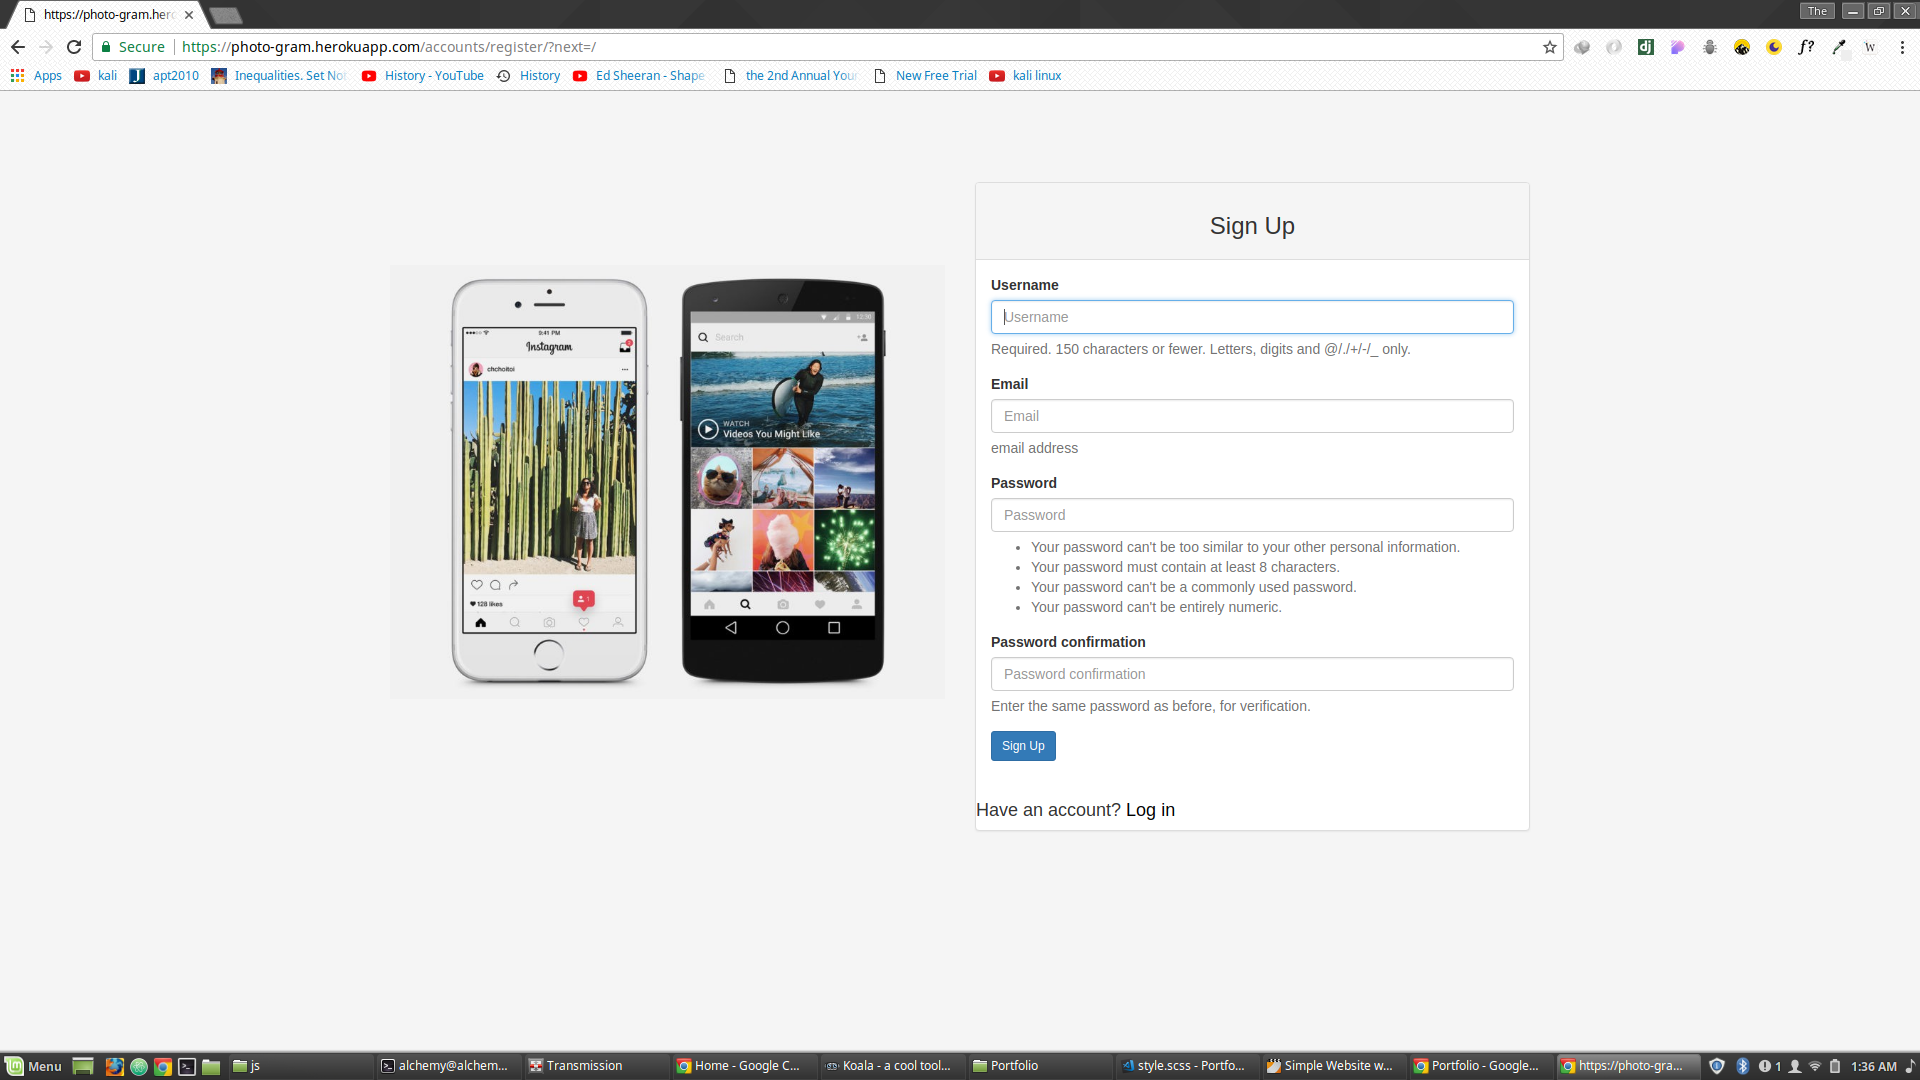 https://photo-gram.her
The
Secure
https://photo-gram.herokuapp.com/accounts/register/?next=/
f?
W
Apps
kali
apt2010
Inequalities. Set No
History - YouTube
History
Ed Sheeran - Shape
the 2nd Annual You
New Free Trial
kali linux
Sign Up
Username
Username
Required. 150 characters or fewer. Letters, digits and @/./+/-/_ only.
Email
Email
email address
Password
Password
Your password can't be too similar to your other personal information.
Your password must contain at least 8 characters.
Your password can't be a commonly used password.
Your password can't be entirely numeric.
Password confirmation
Password confirmation
Enter the same password as before, for verification.
Sign Up
Have an account? Log in
9:41 PM
Instagram
chchoitoi
128 likes
12:30
Search
WATCH
Videos You Might Like
Menu
js
alchemy@alchem...
Transmission
Home - Google C...
Koala - a cool tool...
Portfolio
style.scss - Portfo...
Simple Website w...
Portfolio - Google...
https://photo-gra...
1
1:36 AM